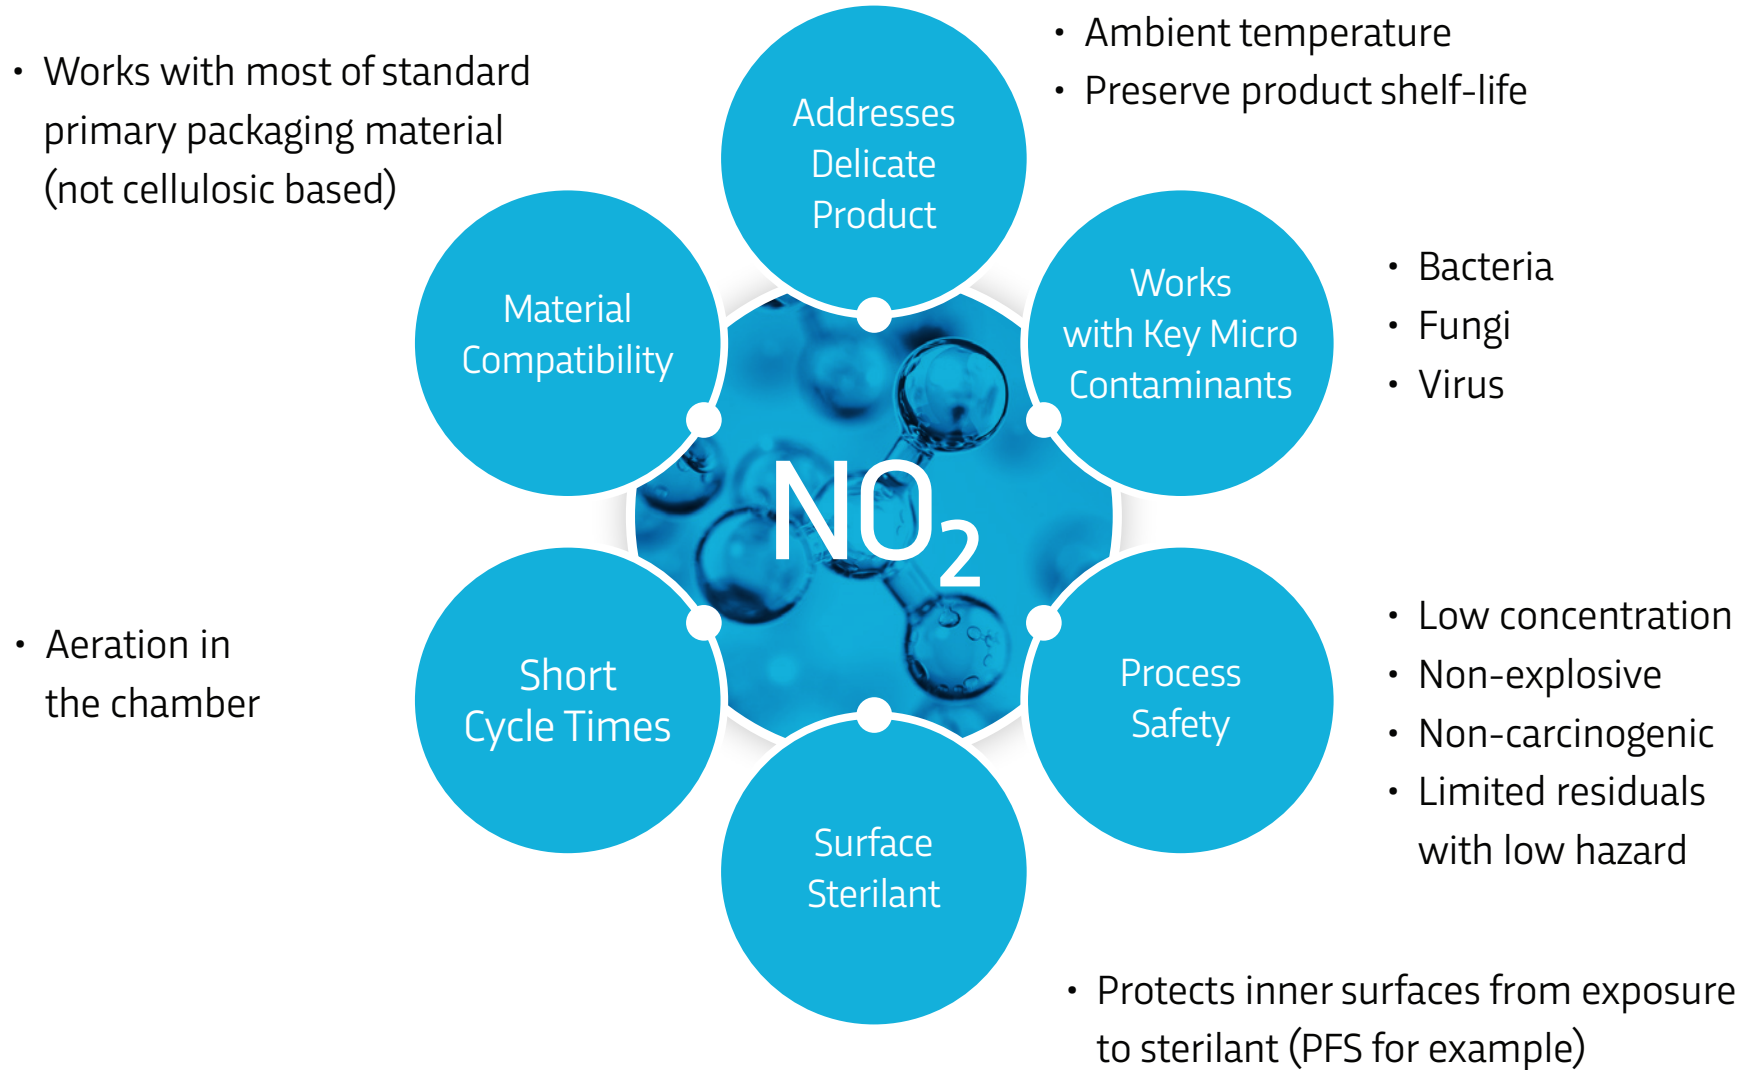 Addresses
Delicate
Product
• Ambient temperature
• Preserve product shelf-life
Works
with Key Micro
Contaminants
• Bacteria
• Fungi
• Virus
Process
Safety
• Low concentration
• Non-explosive
• Non-carcinogenic
• Limited residuals
with low hazard
Surface
Sterilant
• Protects inner surfaces from exposure
to sterilant (PFS for example)
Short
Cycle Times
• Aeration in
the chamber
Material
Compatibility
• Works with most of standard
primary packaging material
(not cellulosic based)
NO₂